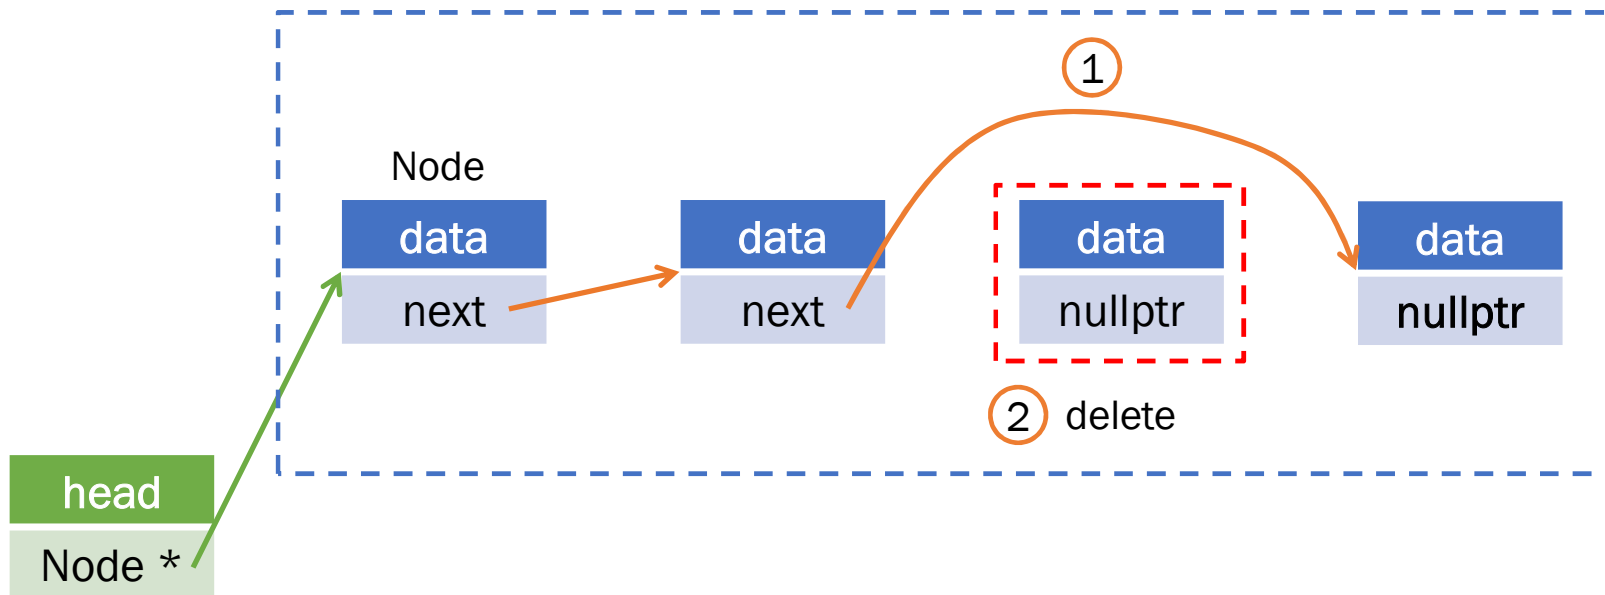 1
Node
data
data
data
data
next
next
nullptr
nullptr
2 delete
head
Node *